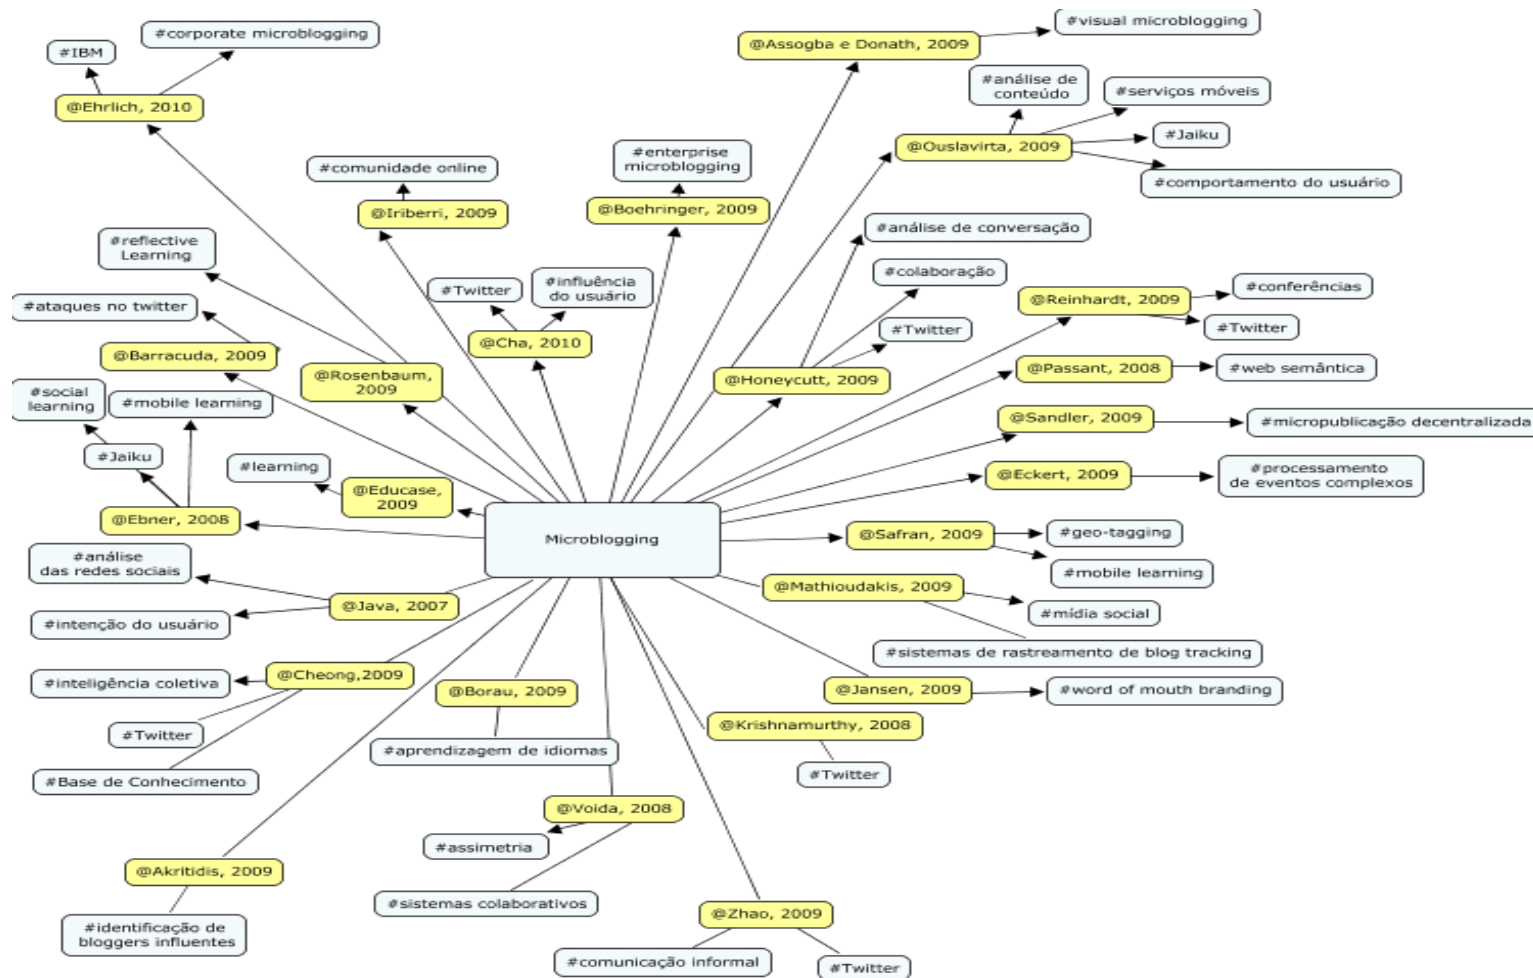 #visual microblogging
#corporate microblogging
#IBM
@Assogba e Donath, 2009
@Ehrlich, 2010
#análise de
conteúdo
#serviços móveis
#Jaiku
@Ouslavirta, 2009
#comportamento do usuário
#comunidade online
#enterprise
microblogging
@Iriberri, 2009
@Boehringer, 2009
#análise de conversação
#reflective
Learning
#colaboração
#Twitter
#influência
do usuário
@Reinhardt, 2009
#conferências
#Twitter
#ataques no twitter
#Twitter
@Cha, 2010
@Barracuda, 2009
@Rosenbaum,
2009
@Honeycutt, 2009
@Passant, 2008
#web semântica
#social
learning
#mobile learning
@Sandler, 2009
#micropublicação decentralizada
#Jaiku
#learning
@Educase,
2009
@Eckert, 2009
#processamento
de eventos complexos
@Ebner, 2008
Microblogging
@Safran, 2009
#geo-tagging
#mobile learning
#análise
das redes sociais
@Mathioudakis, 2009
#mídia social
@Java, 2007
#intenção do usuário
#sistemas de rastreamento de blog tracking
@Cheong,2009
#inteligência coletiva
@Borau, 2009
@Jansen, 2009
#word of mouth branding
@Krishnamurthy, 2008
#Twitter
#aprendizagem de idiomas
#Twitter
#Base de Conhecimento
@Voida, 2008
#assimetria
@Akritidis, 2009
#sistemas colaborativos
@Zhao, 2009
#identificação de
bloggers influentes
#comunicação informal
#Twitter